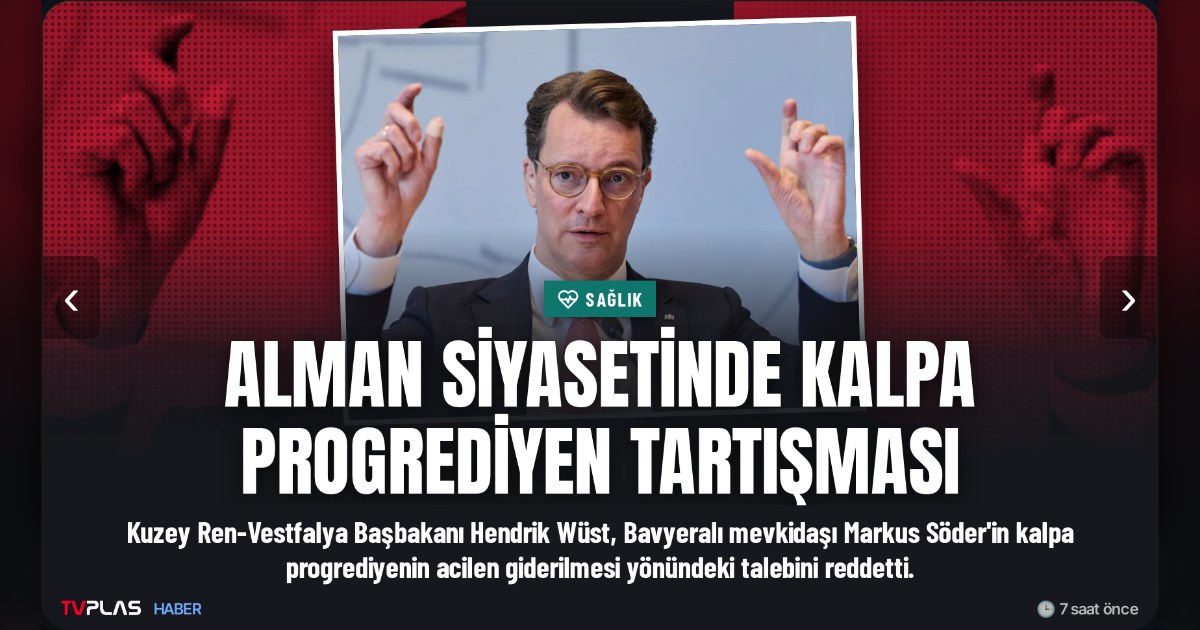 SAĞLIK
ALMAN SİYASETİNDE KALPA
PROGREDİYEN TARTIŞMASI
Kuzey Ren-Vestfalya Başbakanı Hendrik Wüst, Bavyeralı mevkidaşı Markus Söder'in kalpa
progrediyenin acilen giderilmesi yönündeki talebini reddetti.
TVPLAS HABER
7 saat önce